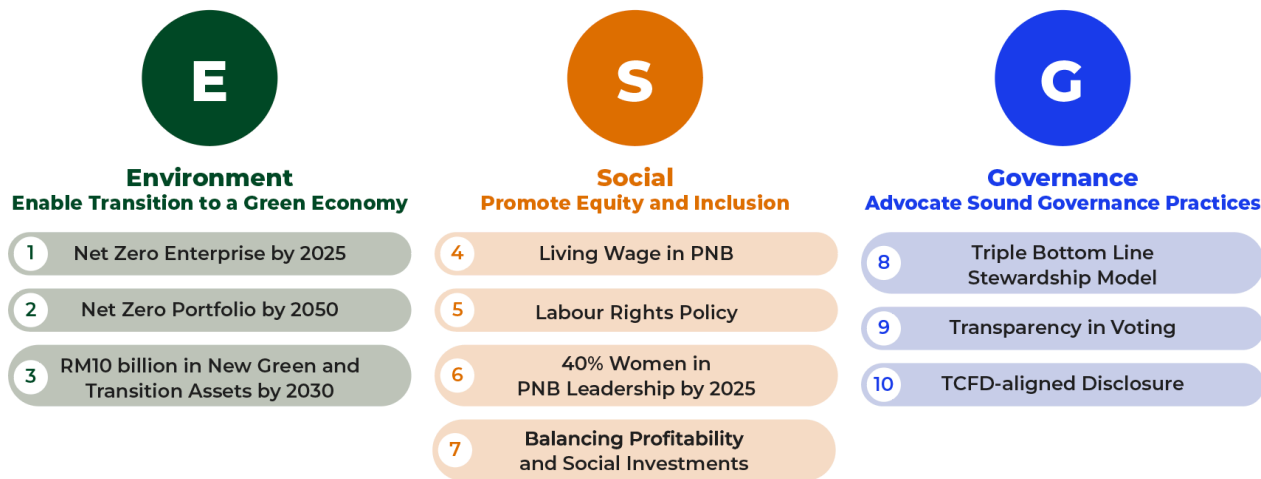 E
Environment
Enable Transition to a Green Economy
1
Net Zero Enterprise by 2025
2
Net Zero Portfolio by 2050
3
RM10 billion in New Green and
Transition Assets by 2030
S
Social
Promote Equity and Inclusion
4
Living Wage in PNB
5
Labour Rights Policy
6
40% Women in
PNB Leadership by 2025
7
Balancing Profitability
and Social Investments
G
Governance
Advocate Sound Governance Practices
8
Triple Bottom Line
Stewardship Model
9
Transparency in Voting
10
TCFD-aligned Disclosure